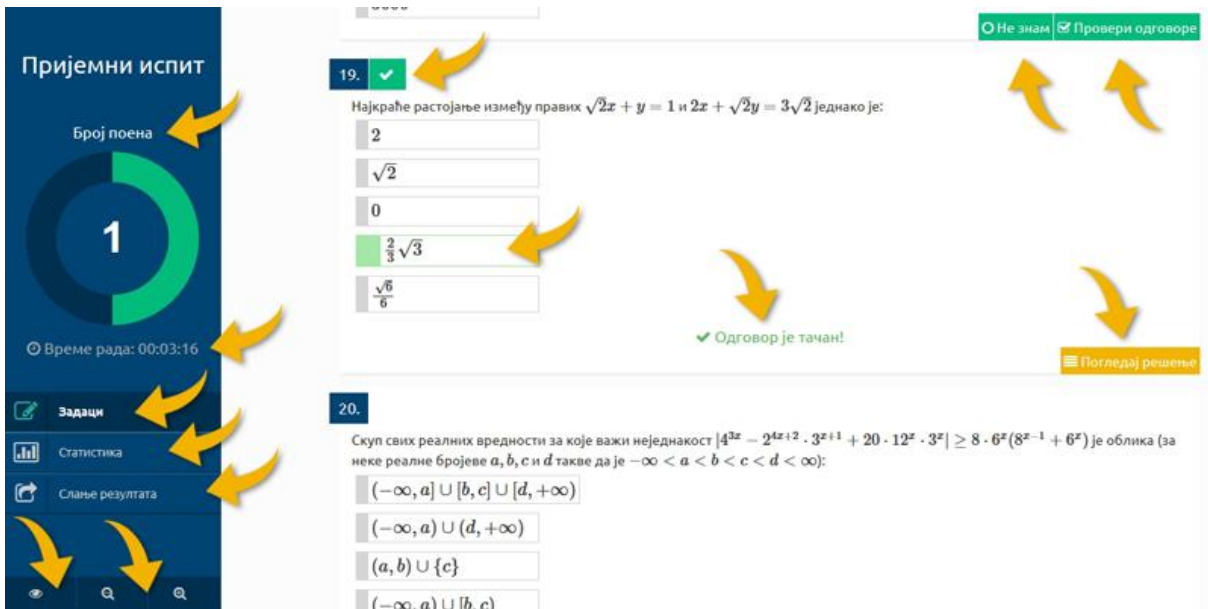 Пријемни испит
Број поена
1
Време рада: 00:03:16
Задаци
Статистика
Слање резултата
Не знам
Провери одговоре
19.
Најкраће растојање између правих √2x + y = 1 и 2x + √2y = 3√2 једнако је:
2
√2
0
2/3 √3
√6/6
Одговор је тачан!
Погледај решење
20.
Скуп свих реалних вредности за које важи неједнакост |4^{3x} − 2^{4x+2} · 3^{x+1} + 20 · 12^x · 3^x| ≥ 8 · 6^x(8^{x−1} + 6^x) је облика (за
неке реалне бројеве a, b, c и d такве да је −∞ < a < b < c < d < ∞):
(−∞, a] ∪ [b, c] ∪ [d, +∞)
(−∞, a) ∪ (d, +∞)
(a, b) ∪ {c}
(−∞, a) ∪ [b, c)